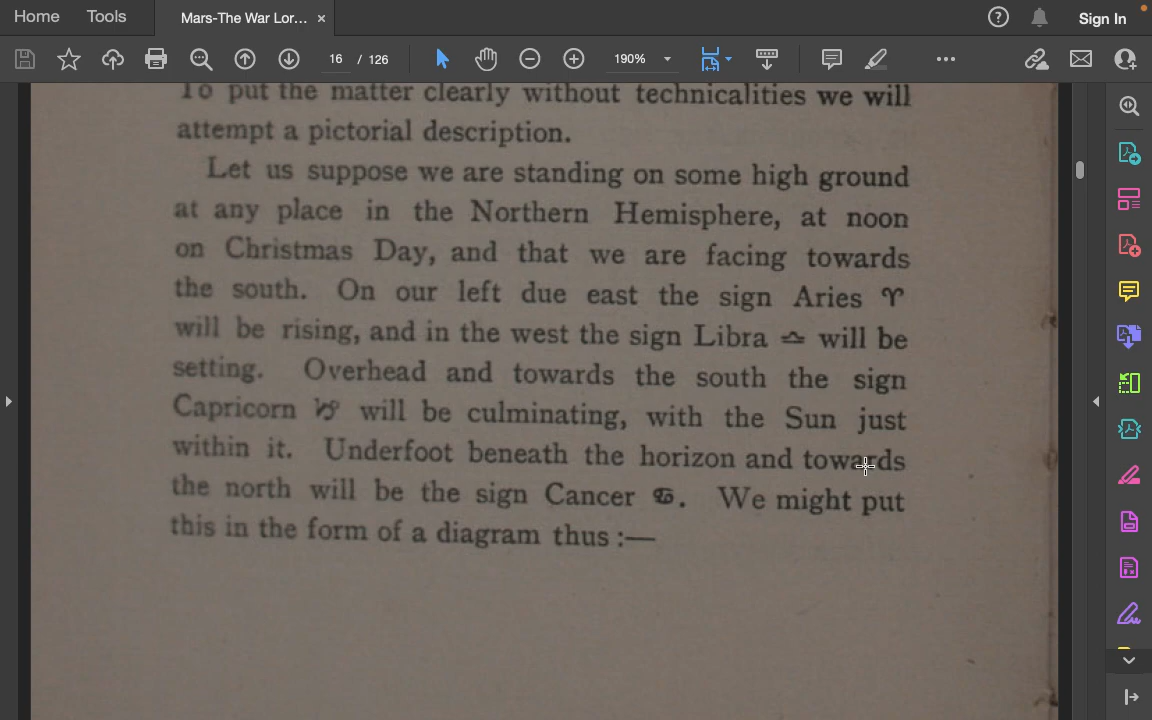 Home Tools Mars-The War Lor... × Sign In
16 / 126 190%
To put the matter clearly without technicalities we will
attempt a pictorial description.
Let us suppose we are standing on some high ground
at any place in the Northern Hemisphere, at noon
on Christmas Day, and that we are facing towards
the south. On our left due east the sign Aries ♈
will be rising, and in the west the sign Libra ♎ will be
setting. Overhead and towards the south the sign
Capricorn ♑ will be culminating, with the Sun just
within it. Underfoot beneath the horizon and towards
the north will be the sign Cancer ♋. We might put
this in the form of a diagram thus :—